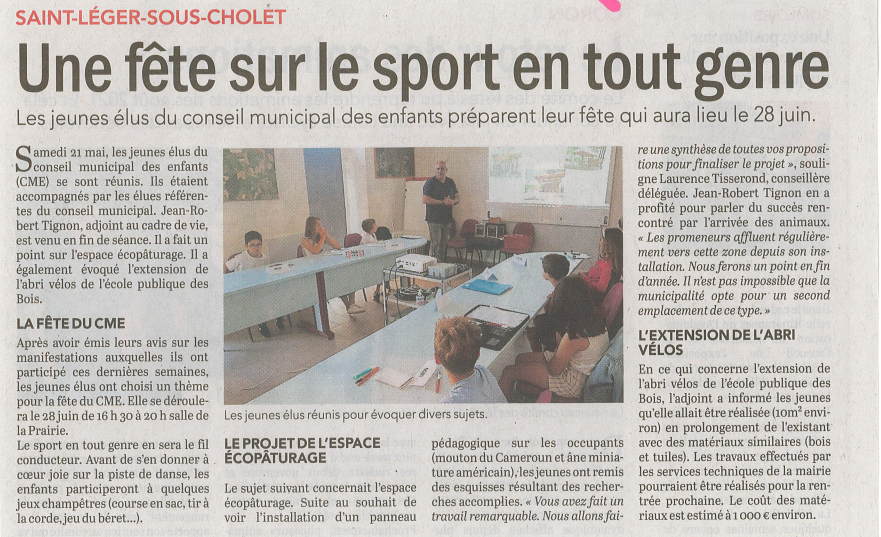 SAINT-LÉGER-SOUS-CHOLET
Une fête sur le sport en tout genre
Les jeunes élus du conseil municipal des enfants préparent leur fête qui aura lieu le 28 juin.
Samedi 21 mai, les jeunes élus du
conseil municipal des enfants
(CME) se sont réunis. Ils étaient
accompagnés par les élues référen-
tes du conseil municipal. Jean-Ro-
bert Tignon, adjoint au cadre de vie,
est venu en fin de séance. Il a fait un
point sur l'espace écopâturage. Il a
également évoqué l'extension de
l'abri vélos de l'école publique des
Bois.
LA FÊTE DU CME
Après avoir émis leurs avis sur les
manifestations auxquelles ils ont
participé ces dernières semaines,
les jeunes élus ont choisi un thème
pour la fête du CME. Elle se déroule-
ra le 28 juin de 16 h 30 à 20 h salle de
la Prairie.
Le sport en tout genre en sera le fil
conducteur. Avant de s'en donner à
cœur joie sur la piste de danse, les
enfants participeront à quelques
jeux champêtres (course en sac, tir à
la corde, jeu du béret...).
Les jeunes élus réunis pour évoquer divers sujets.
LE PROJET DE L'ESPACE
ÉCOPÂTURAGE
Le sujet suivant concernait l'espace
écopâturage. Suite au souhait de
voir l'installation d'un panneau
pédagogique sur les occupants
(mouton du Cameroun et âne minia-
ture américain), les jeunes ont remis
des esquisses résultant des recher-
ches accomplies. « Vous avez fait un
travail remarquable. Nous allons fai-
re une synthèse de toutes vos proposi-
tions pour finaliser le projet », souli-
gne Laurence Tisserond, conseillère
déléguée. Jean-Robert Tignon en a
profité pour parler du succès ren-
contré par l'arrivée des animaux.
« Les promeneurs affluent régulière-
ment vers cette zone depuis son ins-
tallation. Nous ferons un point en fin
d'année. Il n'est pas impossible que la
municipalité opte pour un second
emplacement de ce type. »
L'EXTENSION DE L'ABRI
VÉLOS
En ce qui concerne l'extension de
l'abri vélos de l'école publique des
Bois, l'adjoint a informé les jeunes
qu'elle allait être réalisée (10m² envi-
ron) en prolongement de l'existant
avec des matériaux similaires (bois
et tuiles). Les travaux effectués par
les services techniques de la mairie
pourraient être réalisés pour la ren-
trée prochaine. Le coût des maté-
riaux est estimé à 1 000 € environ.